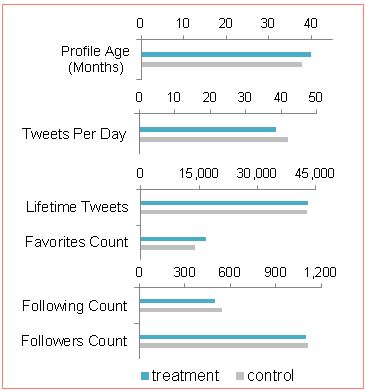 0 10 20 30 40
Profile Age
(Months)
0 10 20 30 40 50
Tweets Per Day
0 15,000 30,000 45,000
Lifetime Tweets
Favorites Count
0 300 600 900 1,200
Following Count
Followers Count
treatment control